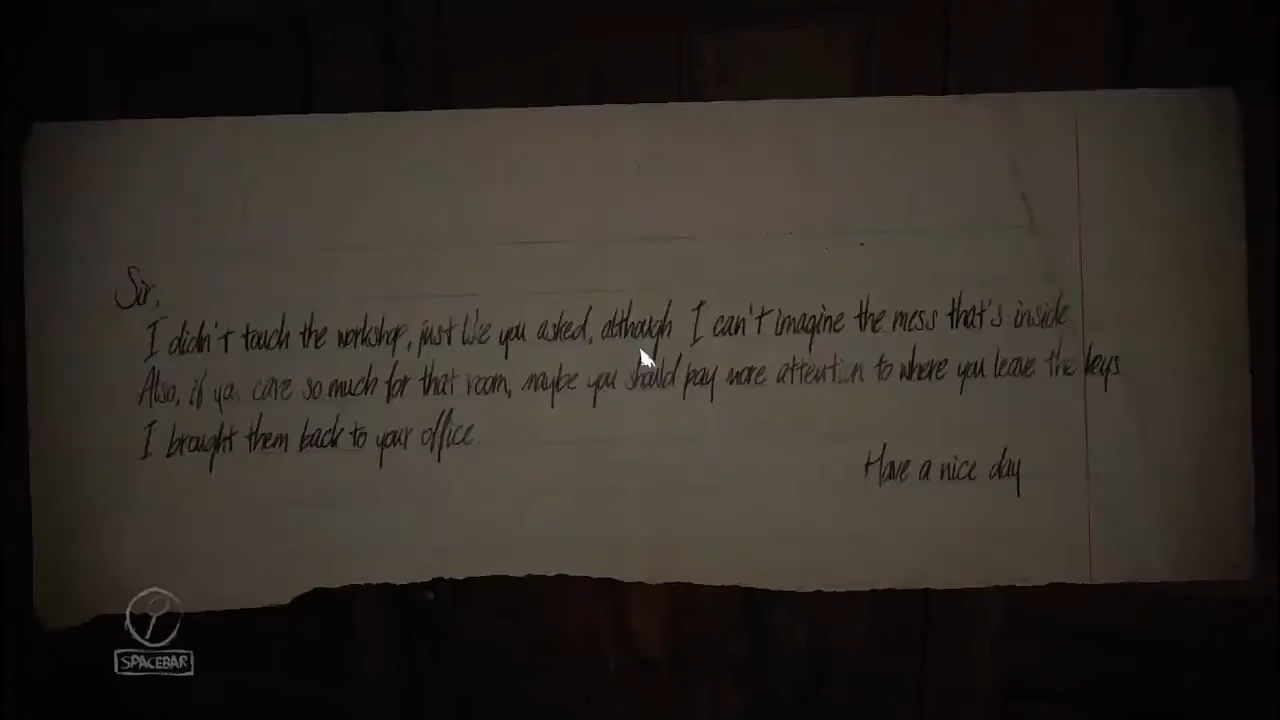 Sir,
I didn't touch the workshop, just like you asked, although I can't imagine the mess that's inside
Also, if ya care so much for that room, maybe you should pay more attention to where you leave the keys
I brought them back to your office.
Have a nice day
SPACEBAR